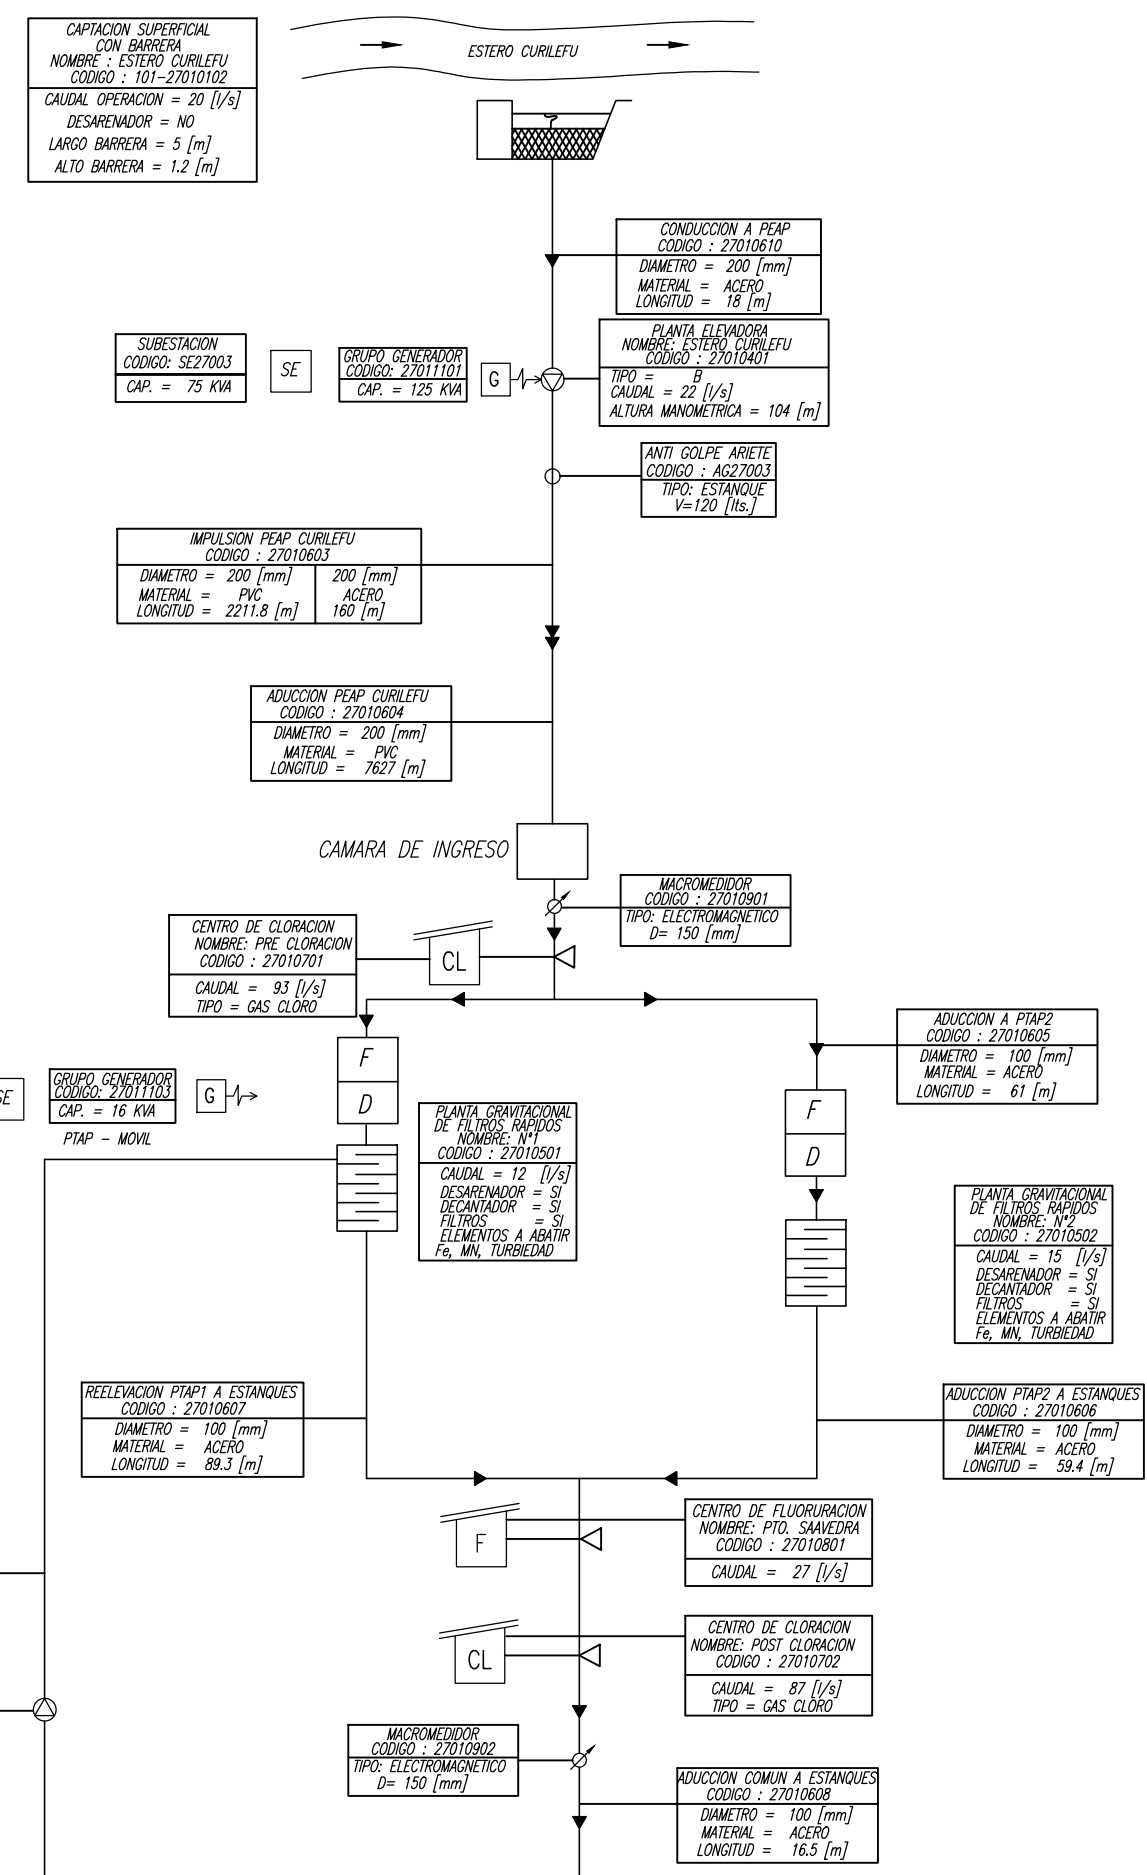 CAPTACION SUPERFICIAL
CON BARRERA
NOMBRE : ESTERO CURILEFU
CODIGO : 101-27010102
CAUDAL OPERACION = 20 [l/s]
DESARENADOR = NO
LARGO BARRERA = 5 [m]
ALTO BARRERA = 1.2 [m]
ESTERO CURILEFU
CONDUCCION A PEAP
CODIGO : 27010610
DIAMETRO = 200 [mm]
MATERIAL = ACERO
LONGITUD = 18 [m]
SUBESTACION
CODIGO: SE27003
CAP. = 75 KVA
SE
GRUPO GENERADOR
CODIGO: 27011101
CAP. = 125 KVA
G
PLANTA ELEVADORA
NOMBRE: ESTERO CURILEFU
CODIGO : 27010401
TIPO = B
CAUDAL = 22 [l/s]
ALTURA MANOMETRICA = 104 [m]
ANTI GOLPE ARIETE
CODIGO : AG27003
TIPO: ESTANQUE
V=120 [lts.]
IMPULSION PEAP CURILEFU
CODIGO : 27010603
DIAMETRO = 200 [mm] 200 [mm]
MATERIAL = PVC ACERO
LONGITUD = 2211.8 [m] 160 [m]
ADUCCION PEAP CURILEFU
CODIGO : 27010604
DIAMETRO = 200 [mm]
MATERIAL = PVC
LONGITUD = 7627 [m]
CAMARA DE INGRESO
MACROMEDIDOR
CODIGO : 27010901
TIPO: ELECTROMAGNETICO
D= 150 [mm]
CENTRO DE CLORACION
NOMBRE: PRE CLORACION
CODIGO : 27010701
CAUDAL = 93 [l/s]
TIPO = GAS CLORO
CL
ADUCCION A PTAP2
CODIGO : 27010605
DIAMETRO = 100 [mm]
MATERIAL = ACERO
LONGITUD = 61 [m]
F
D
F
D
SE
GRUPO GENERADOR
CODIGO: 27011103
CAP. = 16 KVA
G
PTAP - MOVIL
PLANTA GRAVITACIONAL
DE FILTROS RAPIDOS
NOMBRE: N°1
CODIGO : 27010501
CAUDAL = 12 [l/s]
DESARENADOR = SI
DECANTADOR = SI
FILTROS = SI
ELEMENTOS A ABATIR
Fe, MN, TURBIEDAD
PLANTA GRAVITACIONAL
DE FILTROS RAPIDOS
NOMBRE: N°2
CODIGO : 27010502
CAUDAL = 15 [l/s]
DESARENADOR = SI
DECANTADOR = SI
FILTROS = SI
ELEMENTOS A ABATIR
Fe, MN, TURBIEDAD
REELEVACION PTAP1 A ESTANQUES
CODIGO : 27010607
DIAMETRO = 100 [mm]
MATERIAL = ACERO
LONGITUD = 89.3 [m]
ADUCCION PTAP2 A ESTANQUES
CODIGO : 27010606
DIAMETRO = 100 [mm]
MATERIAL = ACERO
LONGITUD = 59.4 [m]
F
CENTRO DE FLUORURACION
NOMBRE: PTO. SAAVEDRA
CODIGO : 27010801
CAUDAL = 27 [l/s]
CL
CENTRO DE CLORACION
NOMBRE: POST CLORACION
CODIGO : 27010702
CAUDAL = 87 [l/s]
TIPO = GAS CLORO
MACROMEDIDOR
CODIGO : 27010902
TIPO: ELECTROMAGNETICO
D= 150 [mm]
ADUCCION COMUN A ESTANQUES
CODIGO : 27010608
DIAMETRO = 100 [mm]
MATERIAL = ACERO
LONGITUD = 16.5 [m]